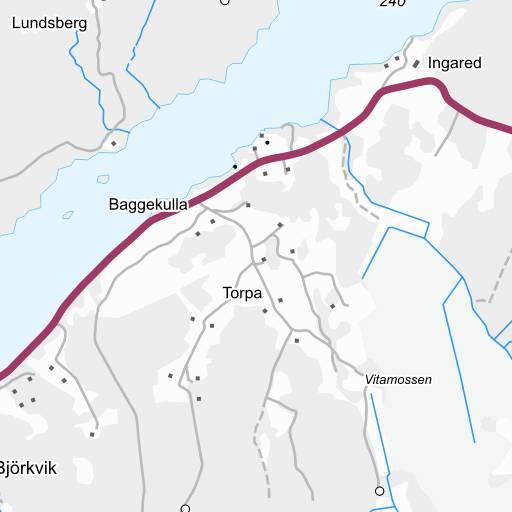 240
Lundsberg
Ingared
Baggekulla
Torpa
Vitamossen
Björkvik